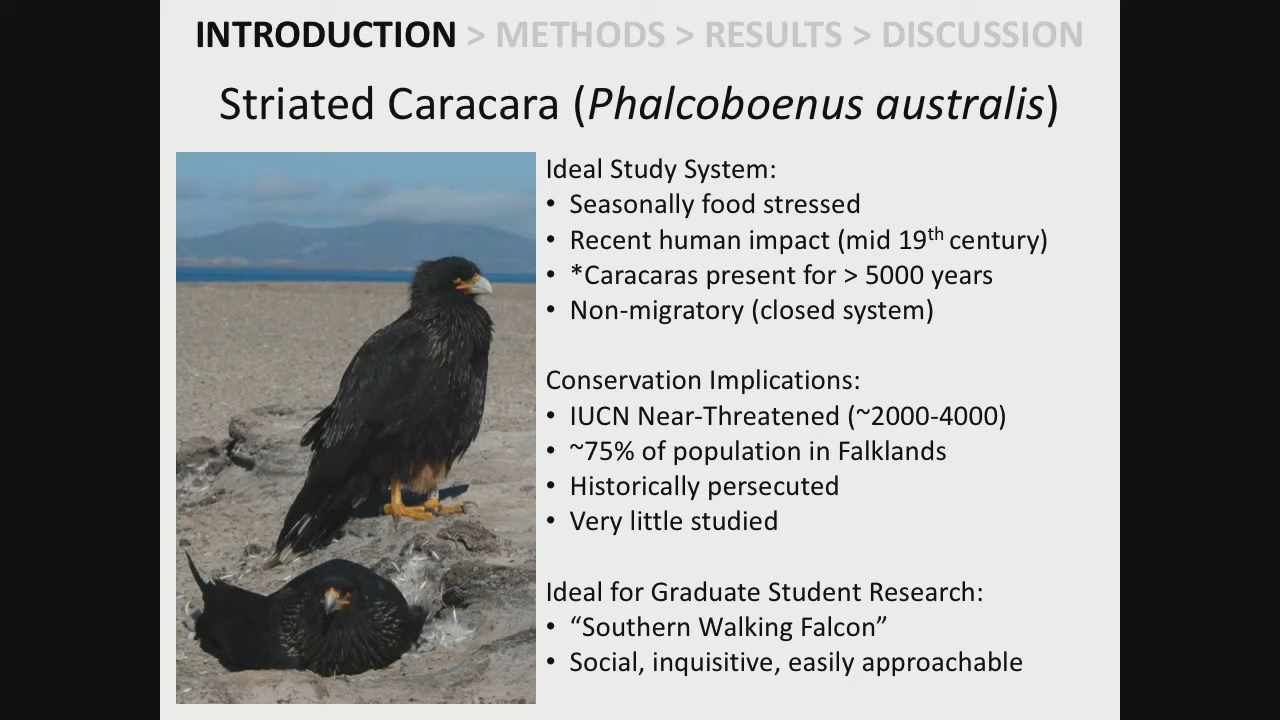 INTRODUCTION > METHODS > RESULTS > DISCUSSION
Striated Caracara (Phalcoboenus australis)
Ideal Study System:
• Seasonally food stressed
• Recent human impact (mid 19th century)
• *Caracaras present for > 5000 years
• Non-migratory (closed system)
Conservation Implications:
• IUCN Near-Threatened (~2000-4000)
• ~75% of population in Falklands
• Historically persecuted
• Very little studied
Ideal for Graduate Student Research:
• “Southern Walking Falcon”
• Social, inquisitive, easily approachable